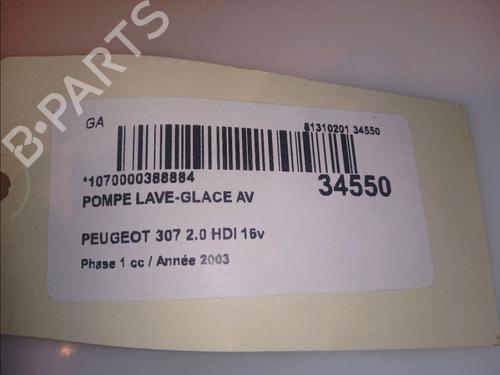 B-PARTS
GA
81310201 34550
*1070000388884
34550
POMPE LAVE-GLACE AV
PEUGEOT 307 2.0 HDI 16v
Phase 1 cc / Année 2003